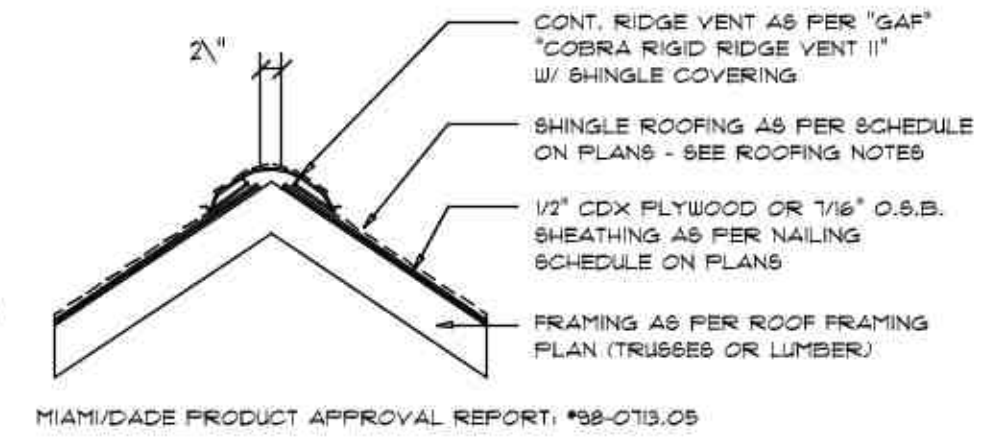 2\"
CONT. RIDGE VENT AS PER "GAF"
"COBRA RIGID RIDGE VENT II"
W/ SHINGLE COVERING
SHINGLE ROOFING AS PER SCHEDULE
ON PLANS - SEE ROOFING NOTES
1/2" CDX PLYWOOD OR 7/16" O.S.B.
SHEATHING AS PER NAILING
SCHEDULE ON PLANS
FRAMING AS PER ROOF FRAMING
PLAN (TRUSSES OR LUMBER)
MIAMI/DADE PRODUCT APPROVAL REPORT: #98-0713.05